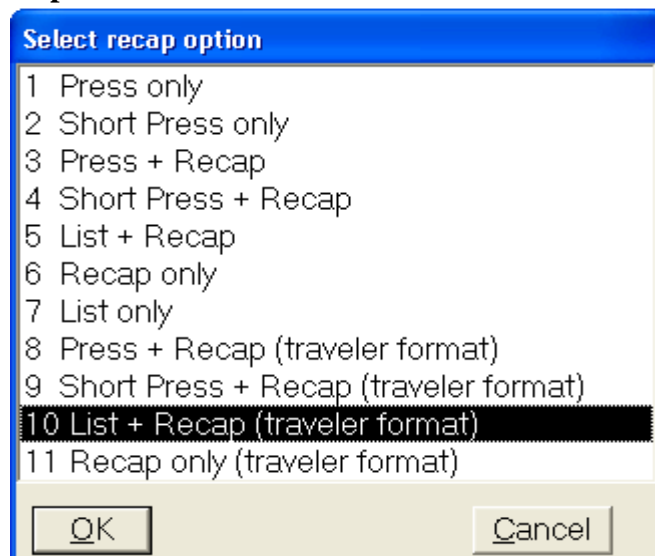 Select recap option
1 Press only
2 Short Press only
3 Press + Recap
4 Short Press + Recap
5 List + Recap
6 Recap only
7 List only
8 Press + Recap (traveler format)
9 Short Press + Recap (traveler format)
10 List + Recap (traveler format)
11 Recap only (traveler format)
OK Cancel